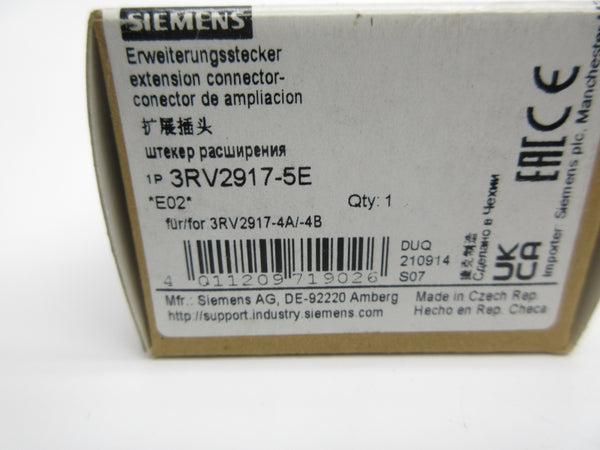 SIEMENS
Erweiterungsstecker
extension connector-
conector de ampliacion
扩展插头
штекер расширения
1P 3RV2917-5E
*E02* Qty: 1
für/for 3RV2917-4A/-4B
4 011209 719026
DUQ
210914
S07
Mfr.: Siemens AG, DE-92220 Amberg
http://support.industry.siemens.com
Made in Czech Rep.
Hecho en Rep. Checa
捷克制造
Сделано в Чехии
UK
CA
EAC CE
Importer Siemens plc, Manchester